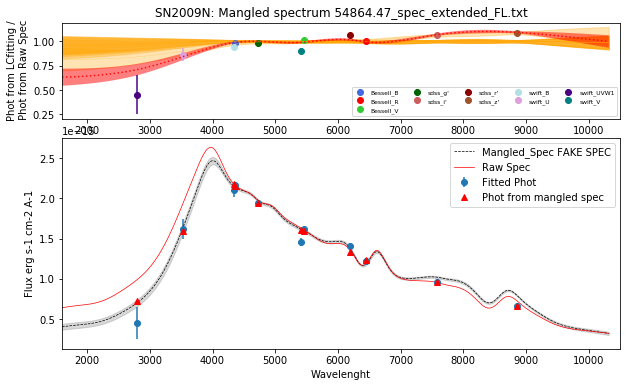 SN2009N: Mangled spectrum 54864.47_spec_extended_FL.txt
Phot from LCfitting /
Phot from Raw Spec
1.00
0.75
0.50
0.25
Bessell_B
Bessell_R
Bessell_V
sdss_g'
sdss_i'
sdss_r'
sdss_z'
swift_B
swift_U
swift_UVW1
swift_V
2000 3000 4000 5000 6000 7000 8000 9000 10000
1e−15
Flux erg s-1 cm-2 A-1
2.5
2.0
1.5
1.0
0.5
Mangled_Spec FAKE SPEC
Raw Spec
Fitted Phot
Phot from mangled spec
2000 3000 4000 5000 6000 7000 8000 9000 10000
Wavelenght